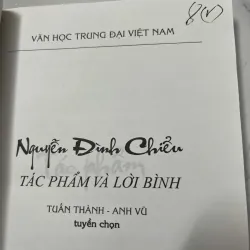 8(v)
VĂN HỌC TRUNG ĐẠI VIỆT NAM
Nguyễn Đình Chiểu
TÁC PHẨM VÀ LỜI BÌNH
TUẤN THÀNH - ANH VŨ
tuyển chọn